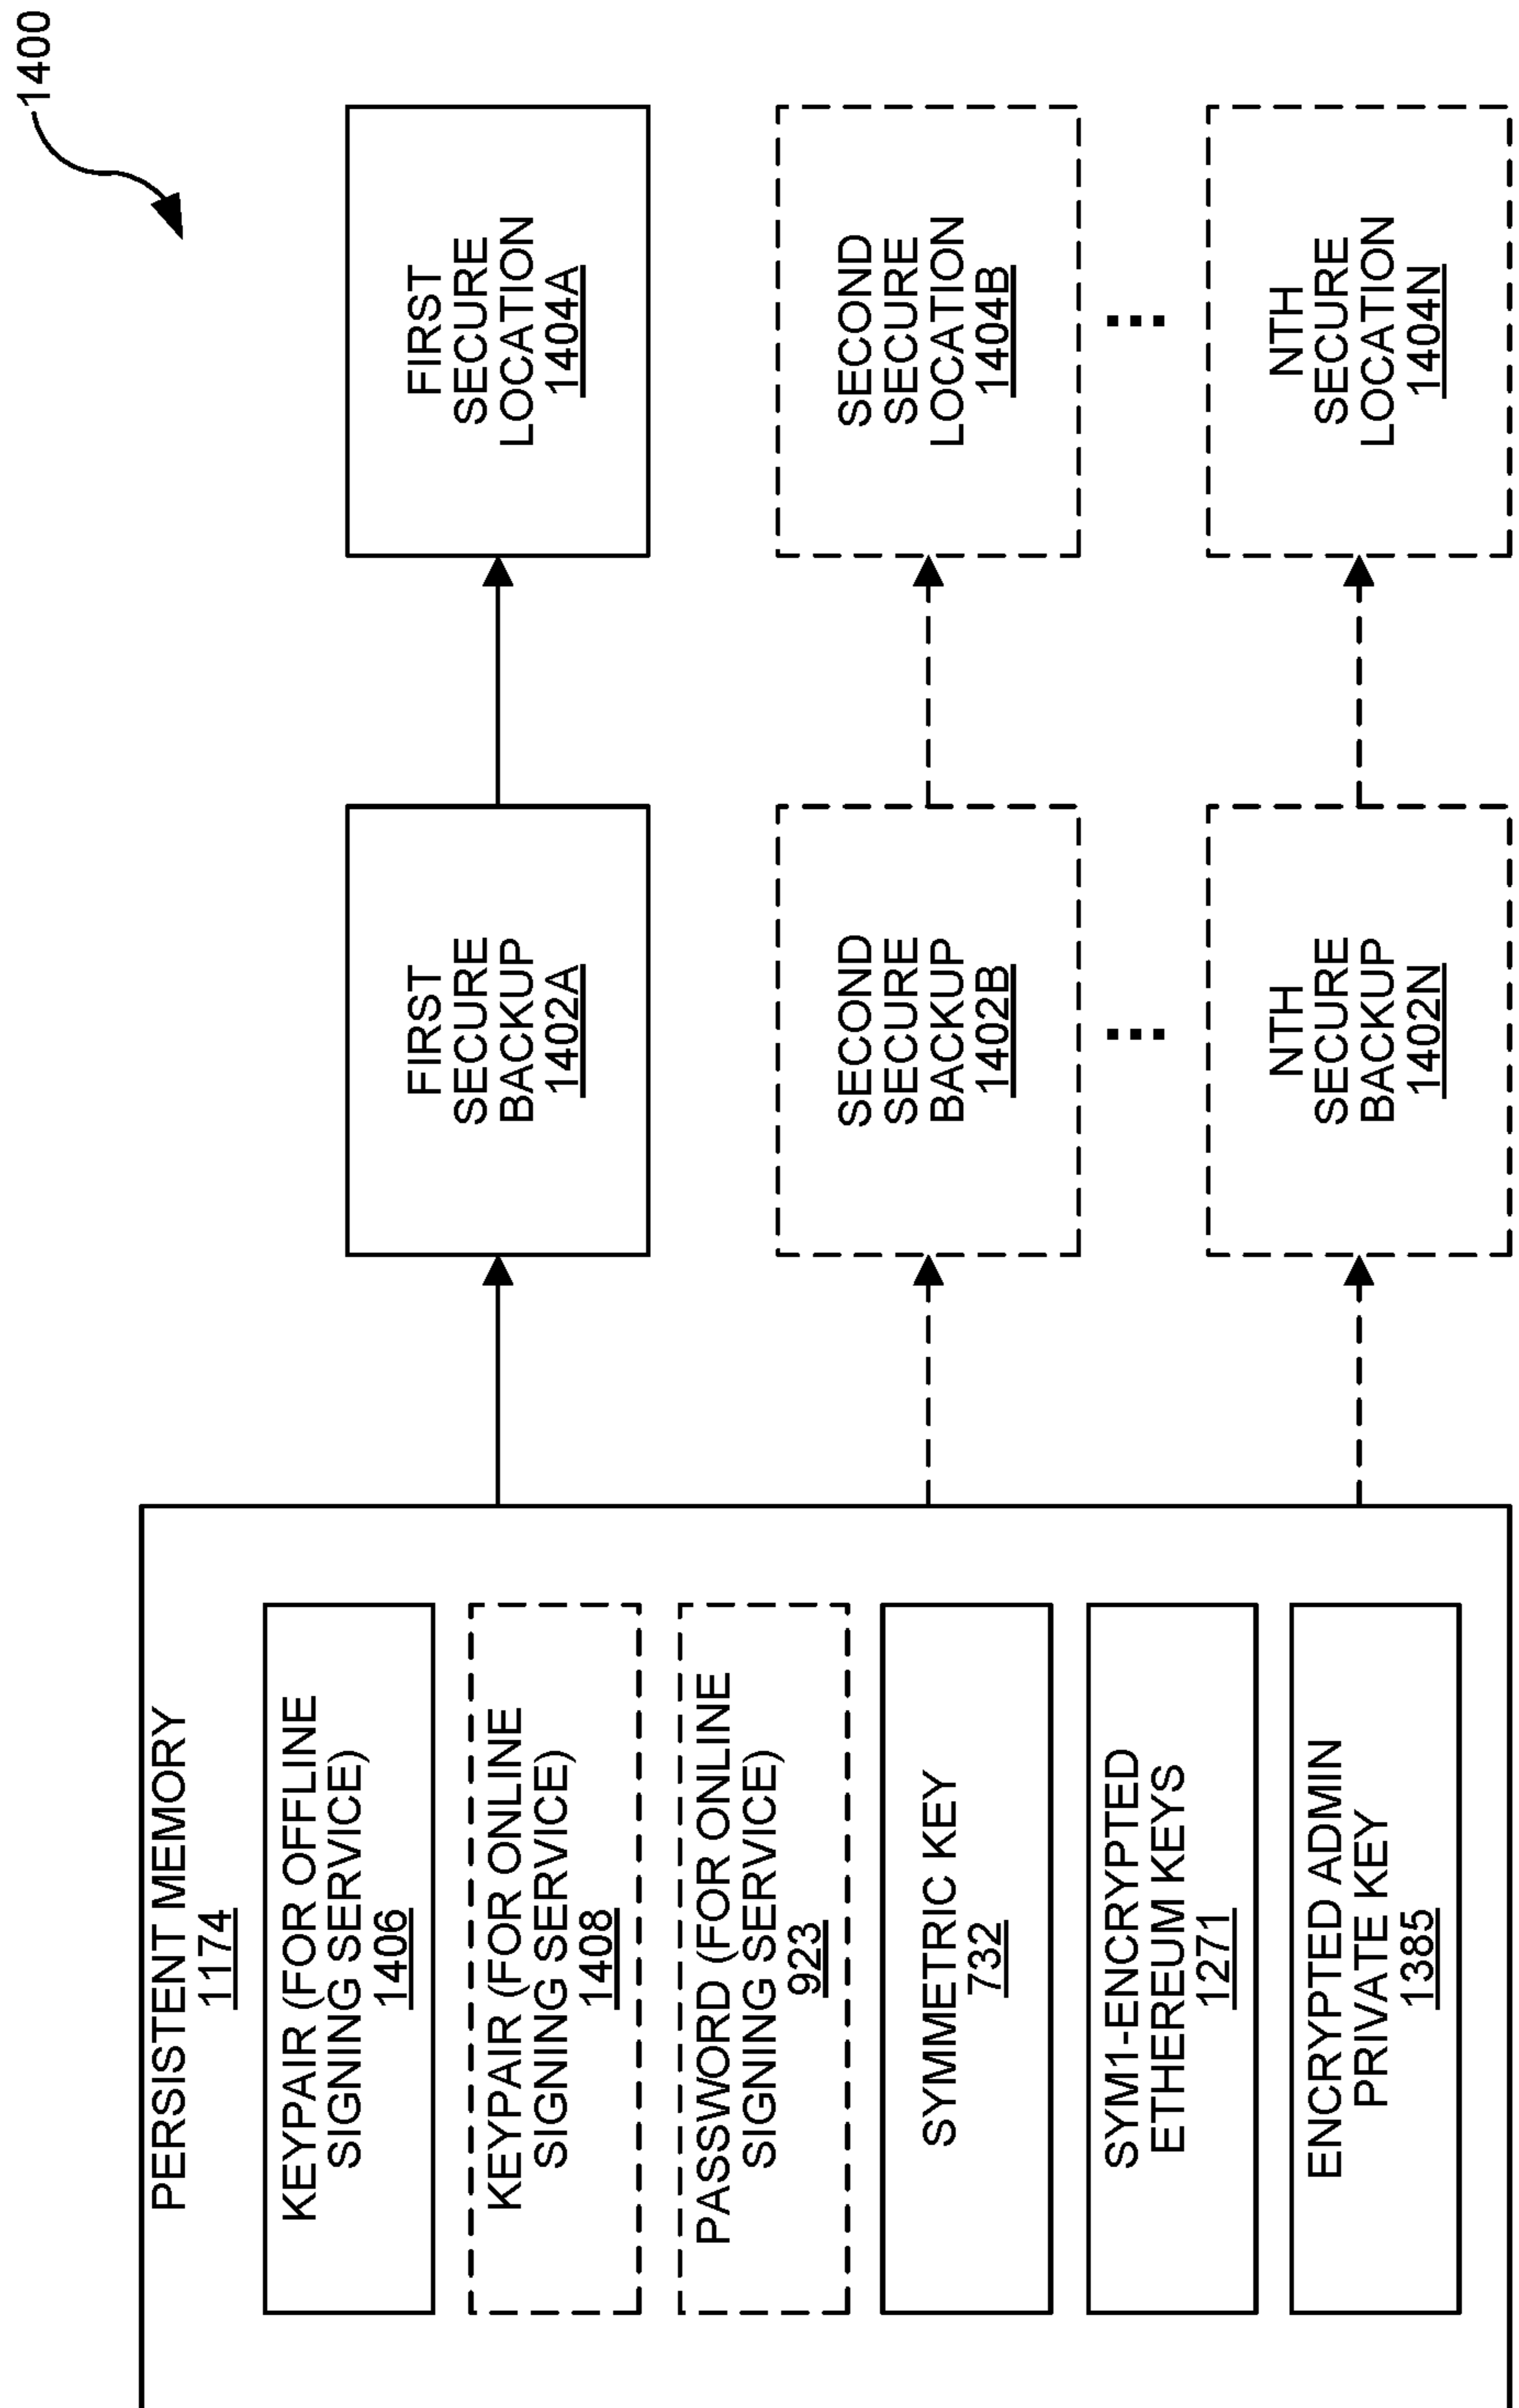 1400
PERSISTENT MEMORY
1174
KEYPAIR (FOR OFFLINE
SIGNING SERVICE)
1406
KEYPAIR (FOR ONLINE
SIGNING SERVICE)
1408
PASSWORD (FOR ONLINE
SIGNING SERVICE)
923
SYMMETRIC KEY
732
SYM1-ENCRYPTED
ETHEREUM KEYS
1271
ENCRYPTED ADMIN
PRIVATE KEY
1385
FIRST
SECURE
BACKUP
1402A
SECOND
SECURE
BACKUP
1402B
...
NTH
SECURE
BACKUP
1402N
FIRST
SECURE
LOCATION
1404A
SECOND
SECURE
LOCATION
1404B
...
NTH
SECURE
LOCATION
1404N